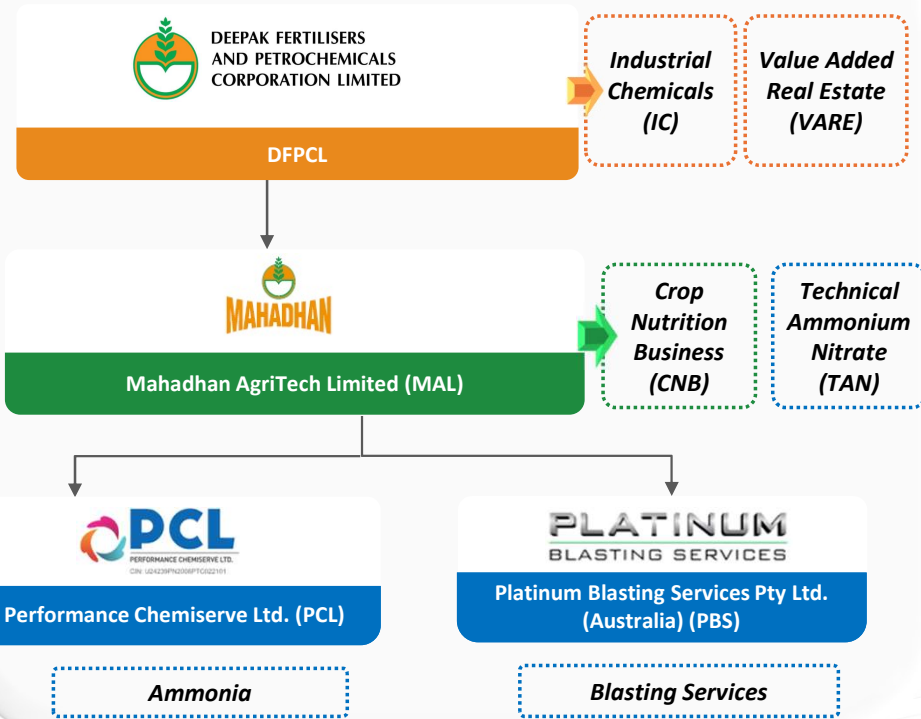 DEEPAK FERTILISERS
AND PETROCHEMICALS
CORPORATION LIMITED
DFPCL
Industrial
Chemicals
(IC)
Value Added
Real Estate
(VARE)
MAHADHAN
Mahadhan AgriTech Limited (MAL)
Crop
Nutrition
Business
(CNB)
Technical
Ammonium
Nitrate
(TAN)
PCL
PERFORMANCE CHEMISERVE LTD.
CIN: U24239PN2006PTC022101
Performance Chemiserve Ltd. (PCL)
Ammonia
PLATINUM
BLASTING SERVICES
Platinum Blasting Services Pty Ltd.
(Australia) (PBS)
Blasting Services